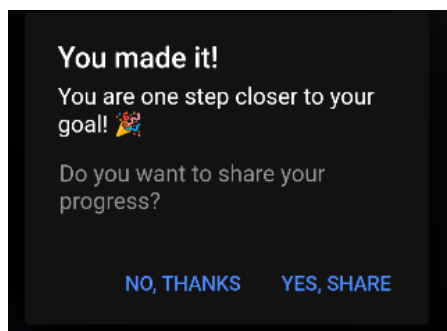 You made it!
You are one step closer to your
goal! 🎉
Do you want to share your
progress?
NO, THANKS YES, SHARE